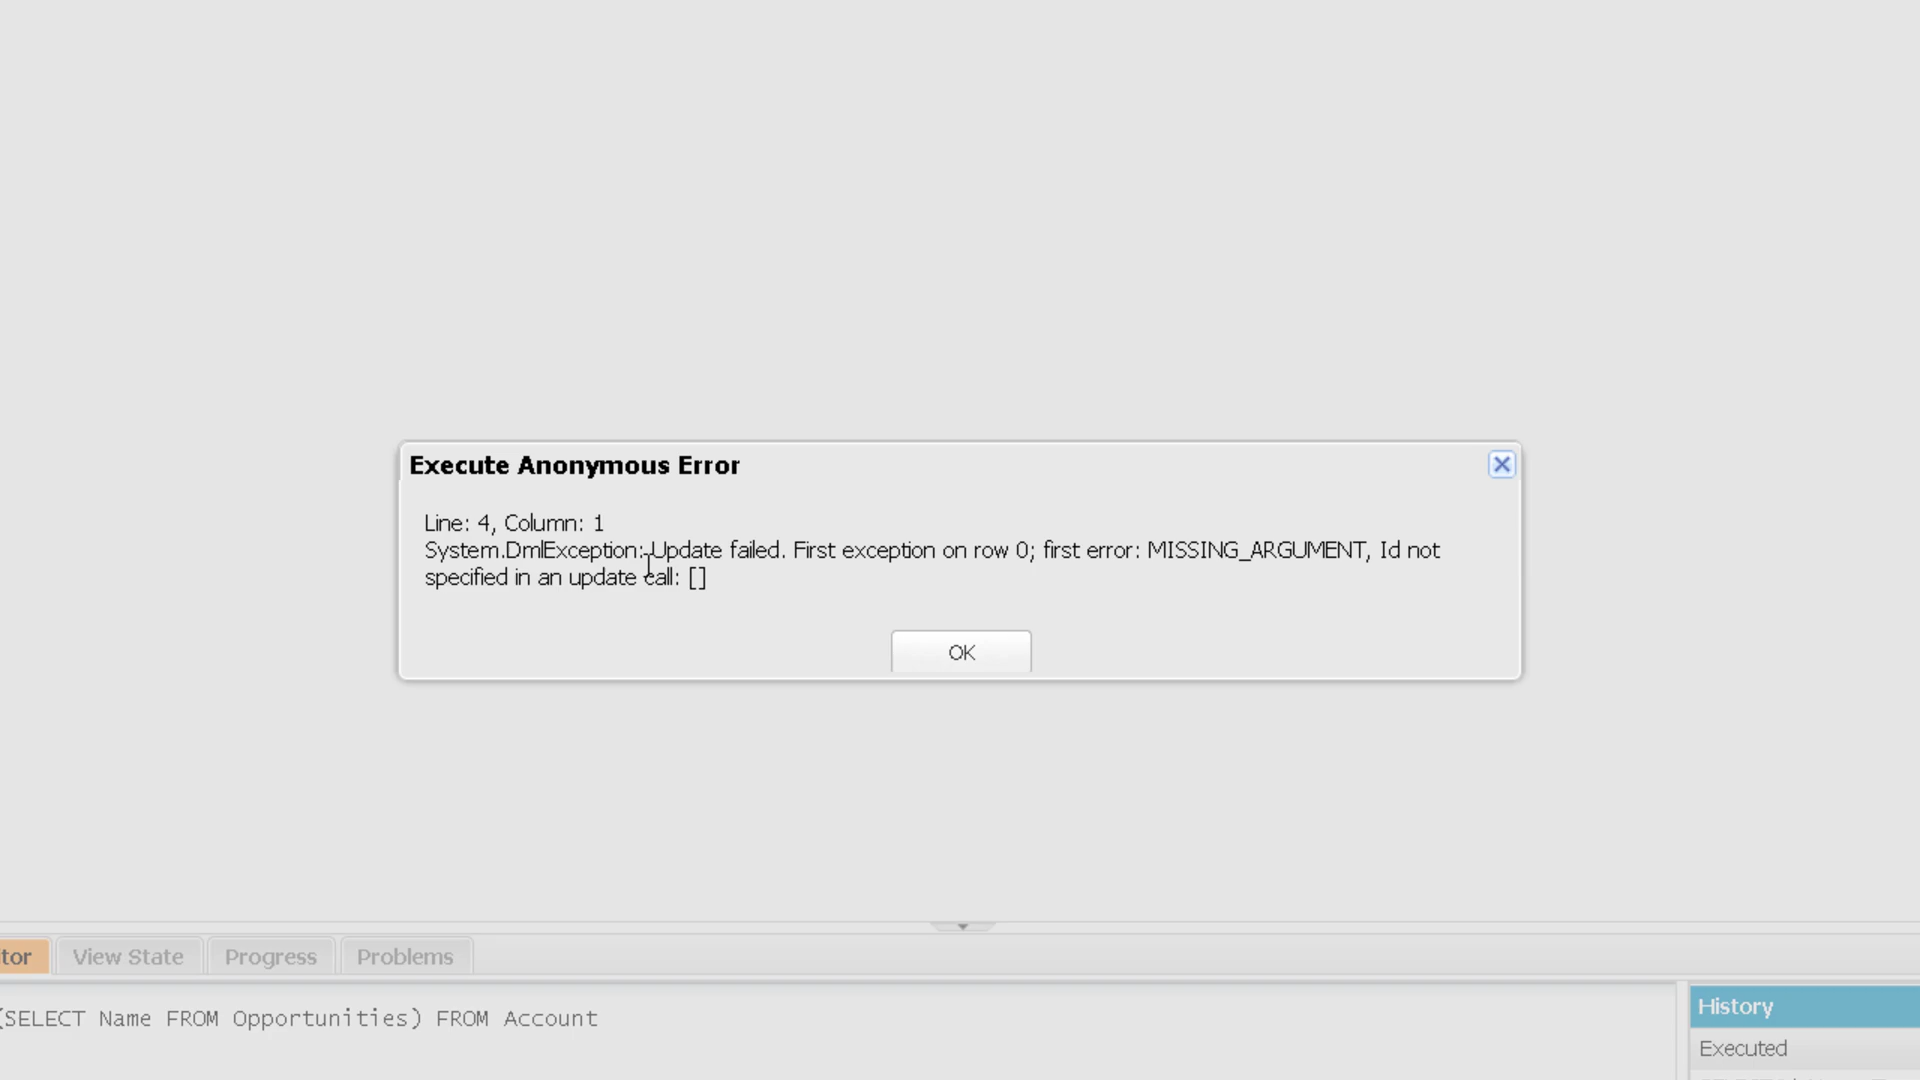 Execute Anonymous Error
Line: 4, Column: 1
System.DmlException: Update failed. First exception on row 0; first error: MISSING_ARGUMENT, Id not
specified in an update call: []
OK
tor View State Progress Problems
(SELECT Name FROM Opportunities) FROM Account
History
Executed